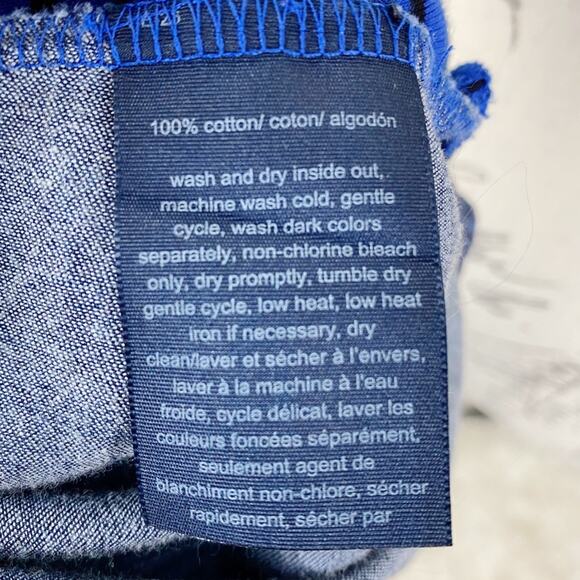 100% cotton/ coton/ algodón
wash and dry inside out,
machine wash cold, gentle
cycle, wash dark colors
separately, non-chlorine bleach
only, dry promptly, tumble dry
gentle cycle, low heat, low heat
iron if necessary, dry
clean/laver et sécher à l'envers,
laver à la machine à l'eau
froide, cycle délicat, laver les
couleurs foncées séparément,
seulement agent de
blanchiment non-chlore, sécher
rapidement, sécher par